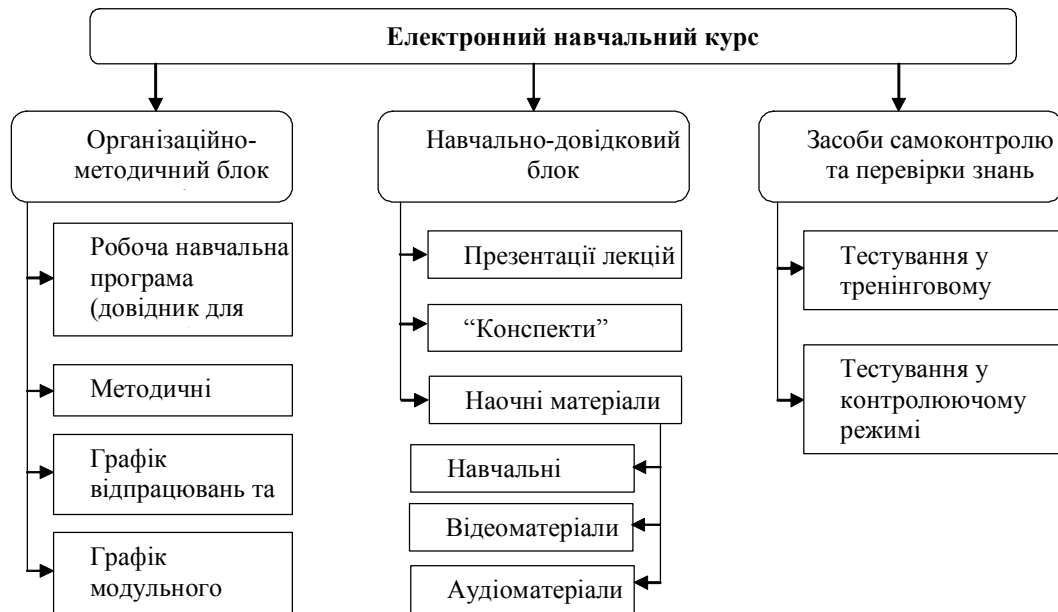 Електронний навчальний курс
Організаційно-
методичний блок
Робоча навчальна
програма
(довідник для
Методичні
Графік
відпрацювань та
Графік
модульного
Навчально-довідковий
блок
Презентації лекцій
“Конспекти”
Наочні матеріали
Навчальні
Відеоматеріали
Аудіоматеріали
Засоби самоконтролю
та перевірки знань
Тестування у
тренінговому
Тестування у
контролюючому
режимі